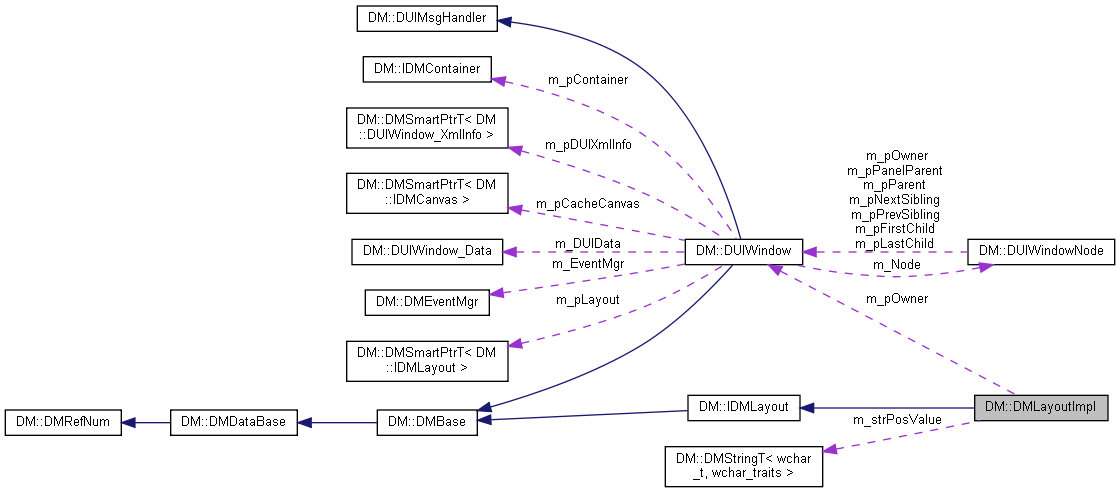 DM::DUIMsgHandler
DM::IDMContainer
m_pContainer
DM::DMSmartPtrT< DM
::DUIWindow_XmlInfo >
m_pDUIXmlInfo
DM::DMSmartPtrT< DM
::IDMCanvas >
m_pCacheCanvas
DM::DUIWindow_Data
m_DUIData
DM::DMEventMgr
m_EventMgr
DM::DMSmartPtrT< DM
::IDMLayout >
m_pLayout
DM::DUIWindow
m_pOwner
m_pPanelParent
m_pParent
m_pNextSibling
m_pPrevSibling
m_pFirstChild
m_pLastChild
m_Node
DM::DUIWindowNode
m_pOwner
DM::DMRefNum
DM::DMDataBase
DM::DMBase
DM::IDMLayout
DM::DMLayoutImpl
m_strPosValue
DM::DMStringT< wchar
_t, wchar_traits >